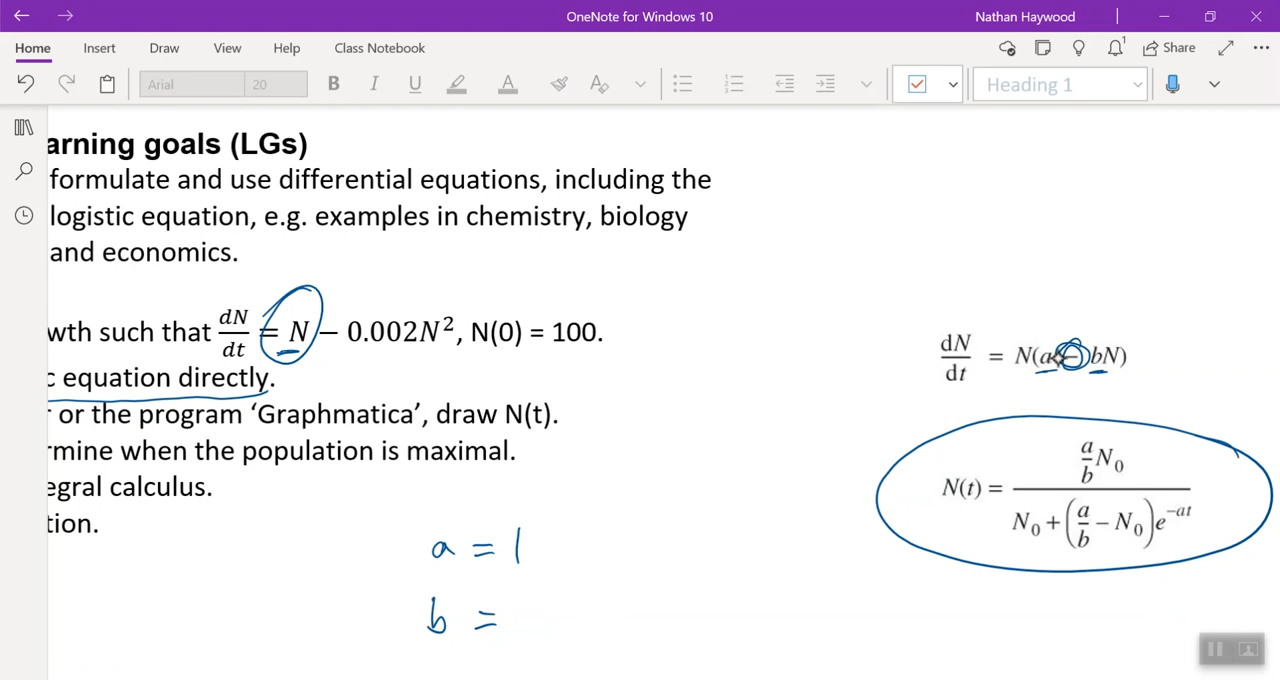 OneNote for Windows 10
Nathan Haywood
Home Insert Draw View Help Class Notebook
1 Share
Arial 20 B I U A A Heading 1
arning goals (LGs)
formulate and use differential equations, including the
logistic equation, e.g. examples in chemistry, biology
and economics.
wth such that dN/dt = N − 0.002N², N(0) = 100.
c equation directly.
r or the program ‘Graphmatica’, draw N(t).
rmine when the population is maximal.
egral calculus.
tion.
a = 1
b =
dN/dt = N(a − bN)
N(t) = (a/b N₀) / (N₀ + (a/b − N₀)e^(−at))